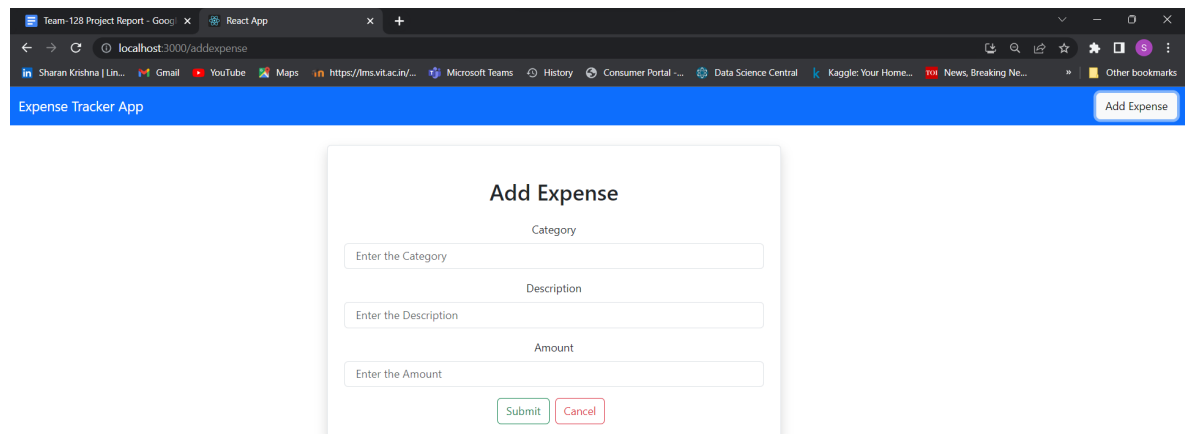 Team-128 Project Report - Googl
React App
localhost:3000/addexpense
Sharan Krishna | Lin... Gmail YouTube Maps https://lms.vit.ac.in/... Microsoft Teams History Consumer Portal -... Data Science Central Kaggle: Your Home... News, Breaking Ne... » Other bookmarks
Expense Tracker App Add Expense
Add Expense
Category
Enter the Category
Description
Enter the Description
Amount
Enter the Amount
Submit Cancel